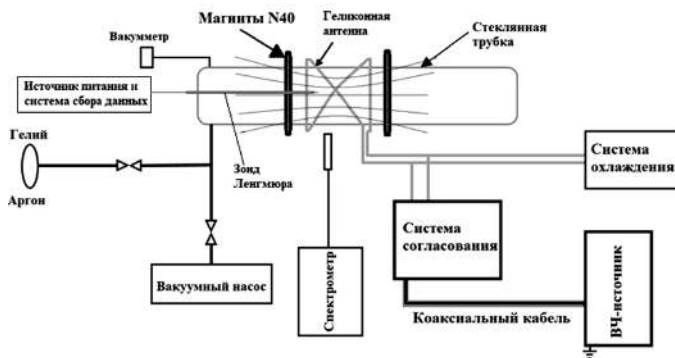 Магниты N40
Геликонная
антенна
Стеклянная
трубка
Вакумметр
Источник питания и
система сбора данных
Гелий
Аргон
Зонд
Ленгмюра
Система
охлаждения
Система
согласования
Вакуумный насос
Спектрометр
Коаксиальный кабель
ВЧ-источник